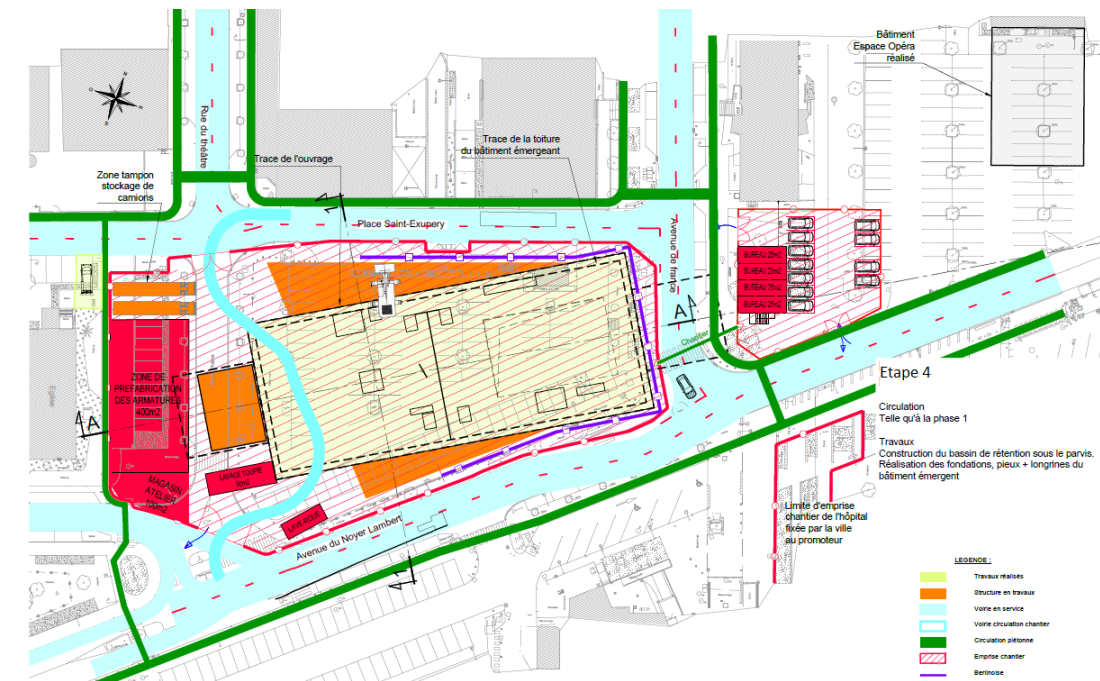 Bâtiment
Espace Opéra
réalisé
Rue du théâtre
Trace de la toiture
du bâtiment émergeant
Trace de l'ouvrage
Zone tampon
stockage de
camions
Place Saint-Exupery
Avenue de france
BUREAU 25m2
BUREAU 25m2
BUREAU 25m2
BUREAU 25m2
A
Chantier
Eglise
ZONE DE
PREFABRICATION
DES ARMATURES
400m2
A
MAGASIN
ATELIER
100m2
LAVAGE TOUPIE
50m2
LAVE-ROUE
Avenue du Noyer Lambert
Etape 4
Circulation
Telle qu'à la phase 1
Travaux
Construction du bassin de rétention sous le parvis.
Réalisation des fondations, pieux + longrines du
bâtiment émergent
Limite d'emprise
chantier de l'hôpital
fixée par la ville
au promoteur
LEGENDE :
Travaux réalisés
Structure en travaux
Voirie en service
Voirie circulation chantier
Circulation piétonne
Emprise chantier
Berlinoise